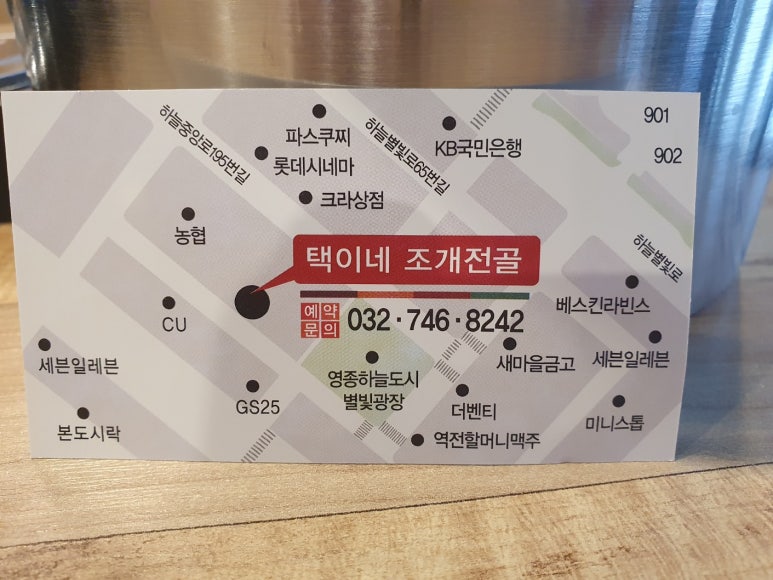 901
902
파스쿠찌
롯데시네마
하늘중앙로195번길
하늘별빛로65번길
KB국민은행
크라상점
농협
하늘별빛로
택이네 조개전골
예약
문의
032·746·8242
CU
베스킨라빈스
세븐일레븐
새마을금고
세븐일레븐
영종하늘도시
별빛광장
GS25
더벤티
미니스톱
본도시락
역전할머니맥주